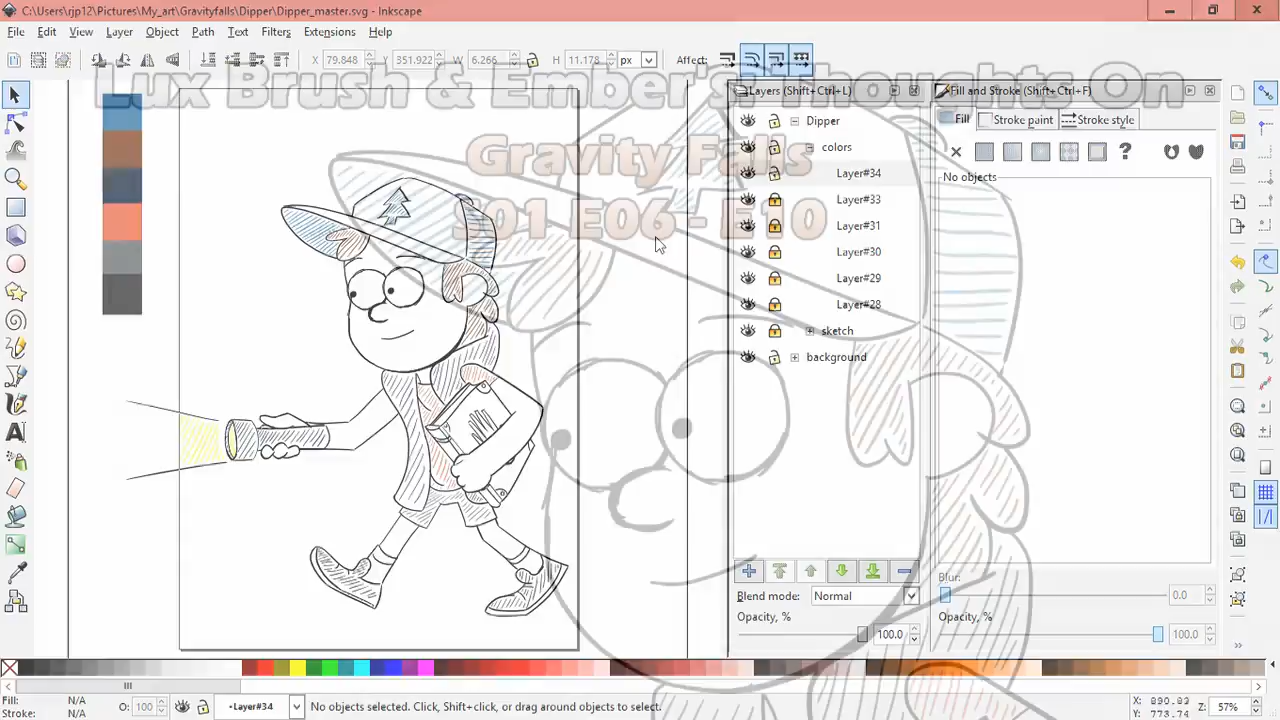 C:\Users\rjp12\Pictures\My_art\Gravityfalls\Dipper\Dipper_master.svg - Inkscape
File Edit View Layer Object Path Text Filters Extensions Help
X 79.848 Y 351.922 W 6.266 H 11.178 px Affect:
Lux Brush & Ember's Thoughts On
Gravity Falls
S01 E06 - E10
Layers (Shift+Ctrl+L)
Dipper
colors
Layer#34
Layer#33
Layer#31
Layer#30
Layer#29
Layer#28
sketch
background
Blend mode: Normal
Opacity, %
100.0
Fill and Stroke (Shift+Ctrl+F)
Fill Stroke paint Stroke style
?
No objects
Blur:
0.0
Opacity, %
100.0
Fill: N/A
Stroke: N/A
O: 100
•Layer#34
No objects selected. Click, Shift+click, or drag around objects to select.
X:
Y: 773.74
Z: 57%